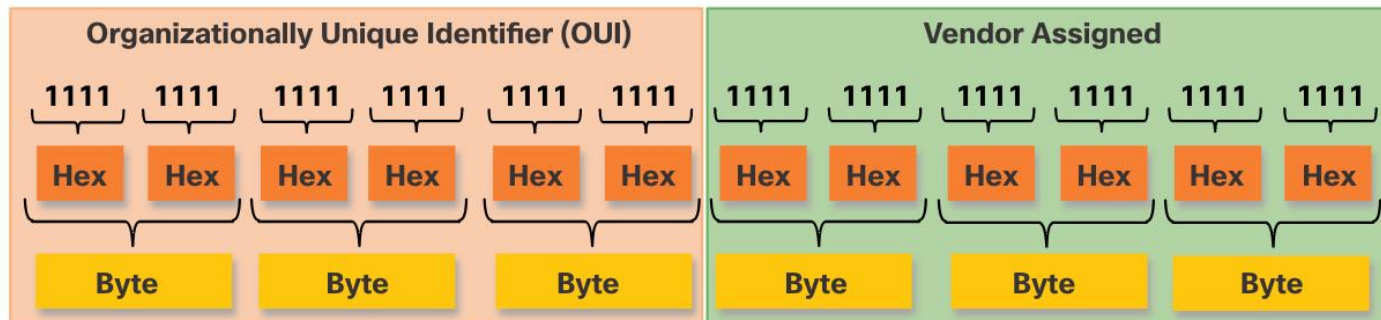 Organizationally Unique Identifier (OUI) Vendor Assigned
1111 1111 1111 1111 1111 1111 1111 1111 1111 1111 1111 1111
Hex Hex Hex Hex Hex Hex Hex Hex Hex Hex Hex Hex
Byte Byte Byte Byte Byte Byte